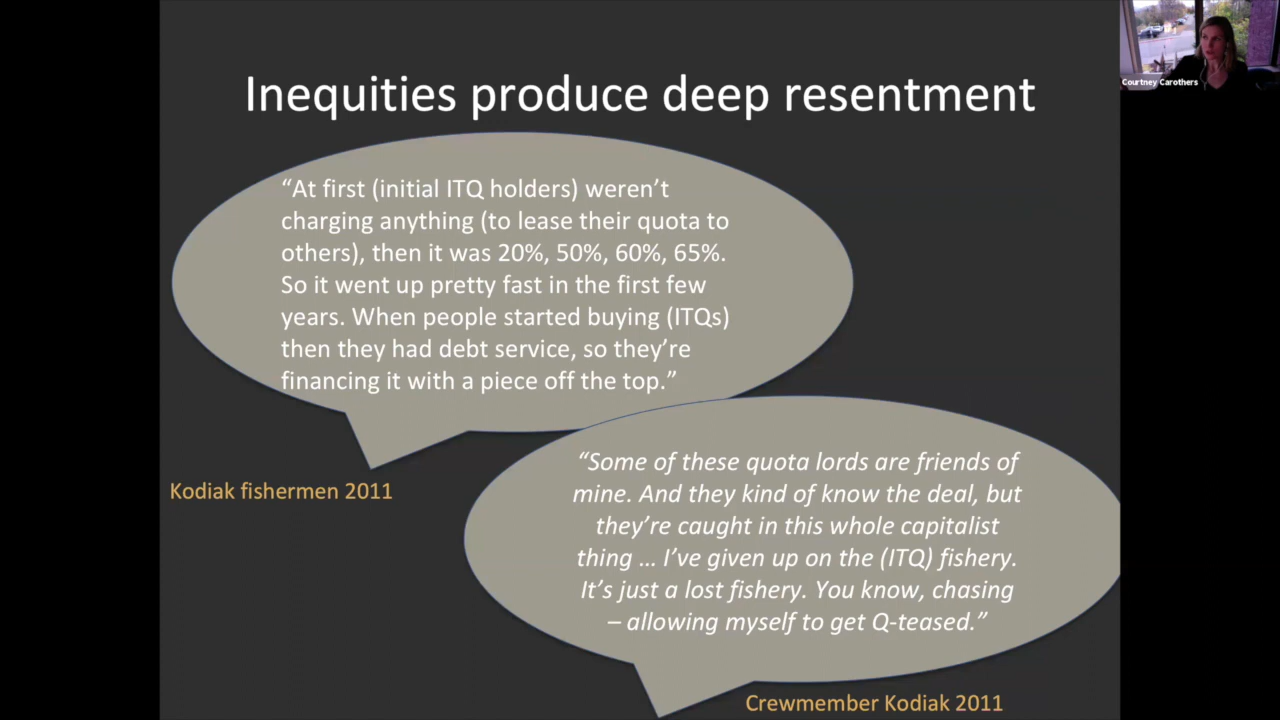 Courtney Carothers
Inequities produce deep resentment
“At first (initial ITQ holders) weren’t
charging anything (to lease their quota to
others), then it was 20%, 50%, 60%, 65%.
So it went up pretty fast in the first few
years. When people started buying (ITQs)
then they had debt service, so they’re
financing it with a piece off the top.”
Kodiak fishermen 2011
“Some of these quota lords are friends of
mine. And they kind of know the deal, but
they’re caught in this whole capitalist
thing … I’ve given up on the (ITQ) fishery.
It’s just a lost fishery. You know, chasing
– allowing myself to get Q-teased.”
Crewmember Kodiak 2011